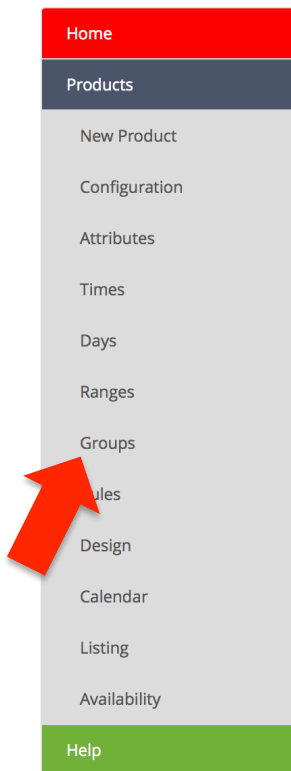 Home
Products
New Product
Configuration
Attributes
Times
Days
Ranges
Groups
Design
Calendar
Listing
Availability
Help